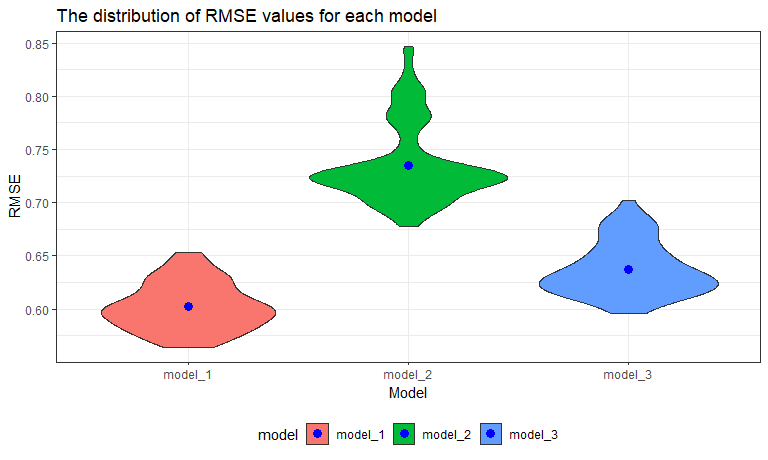 The distribution of RMSE values for each model
0.85
0.80
0.75
0.70
0.65
0.60
RMSE
model_1 model_2 model_3
Model
model model_1 model_2 model_3